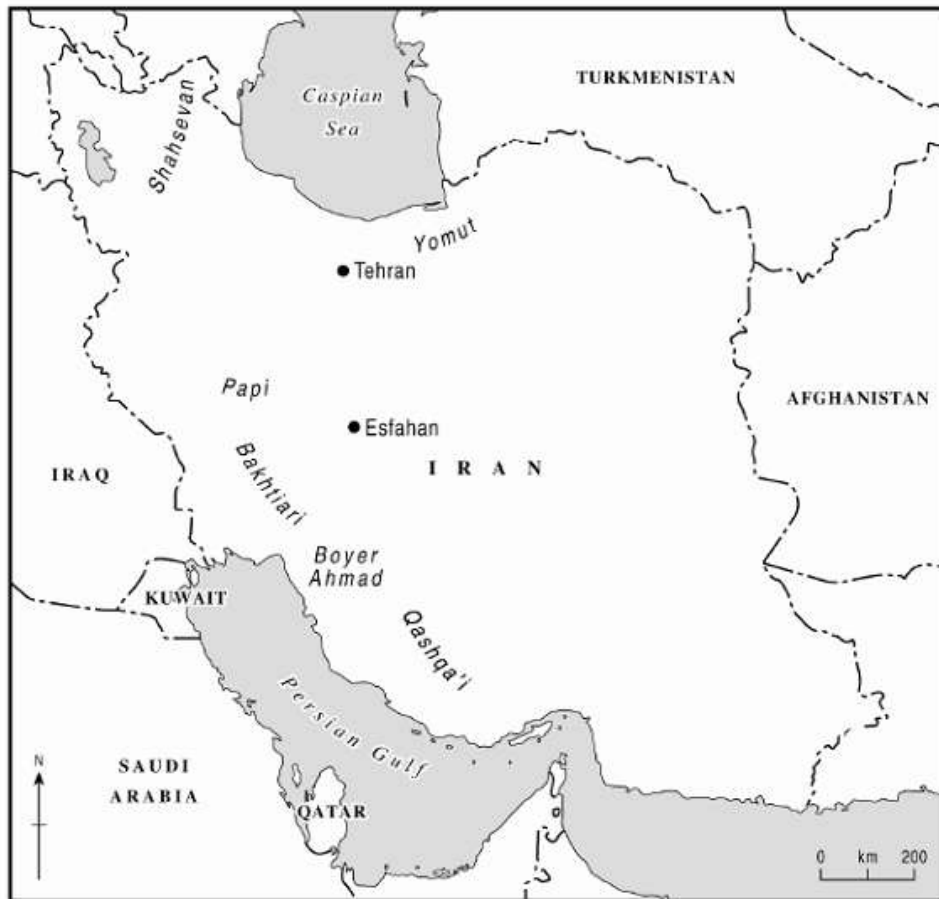 TURKMENISTAN
Caspian
Sea
Shahsevan
Yomut
Tehran
Papi
AFGHANISTAN
Esfahan
IRAN
IRAQ
Bakhtiari
Boyer
Ahmad
KUWAIT
Qashqa'i
Persian Gulf
SAUDI
ARABIA
N
QATAR
0 km 200